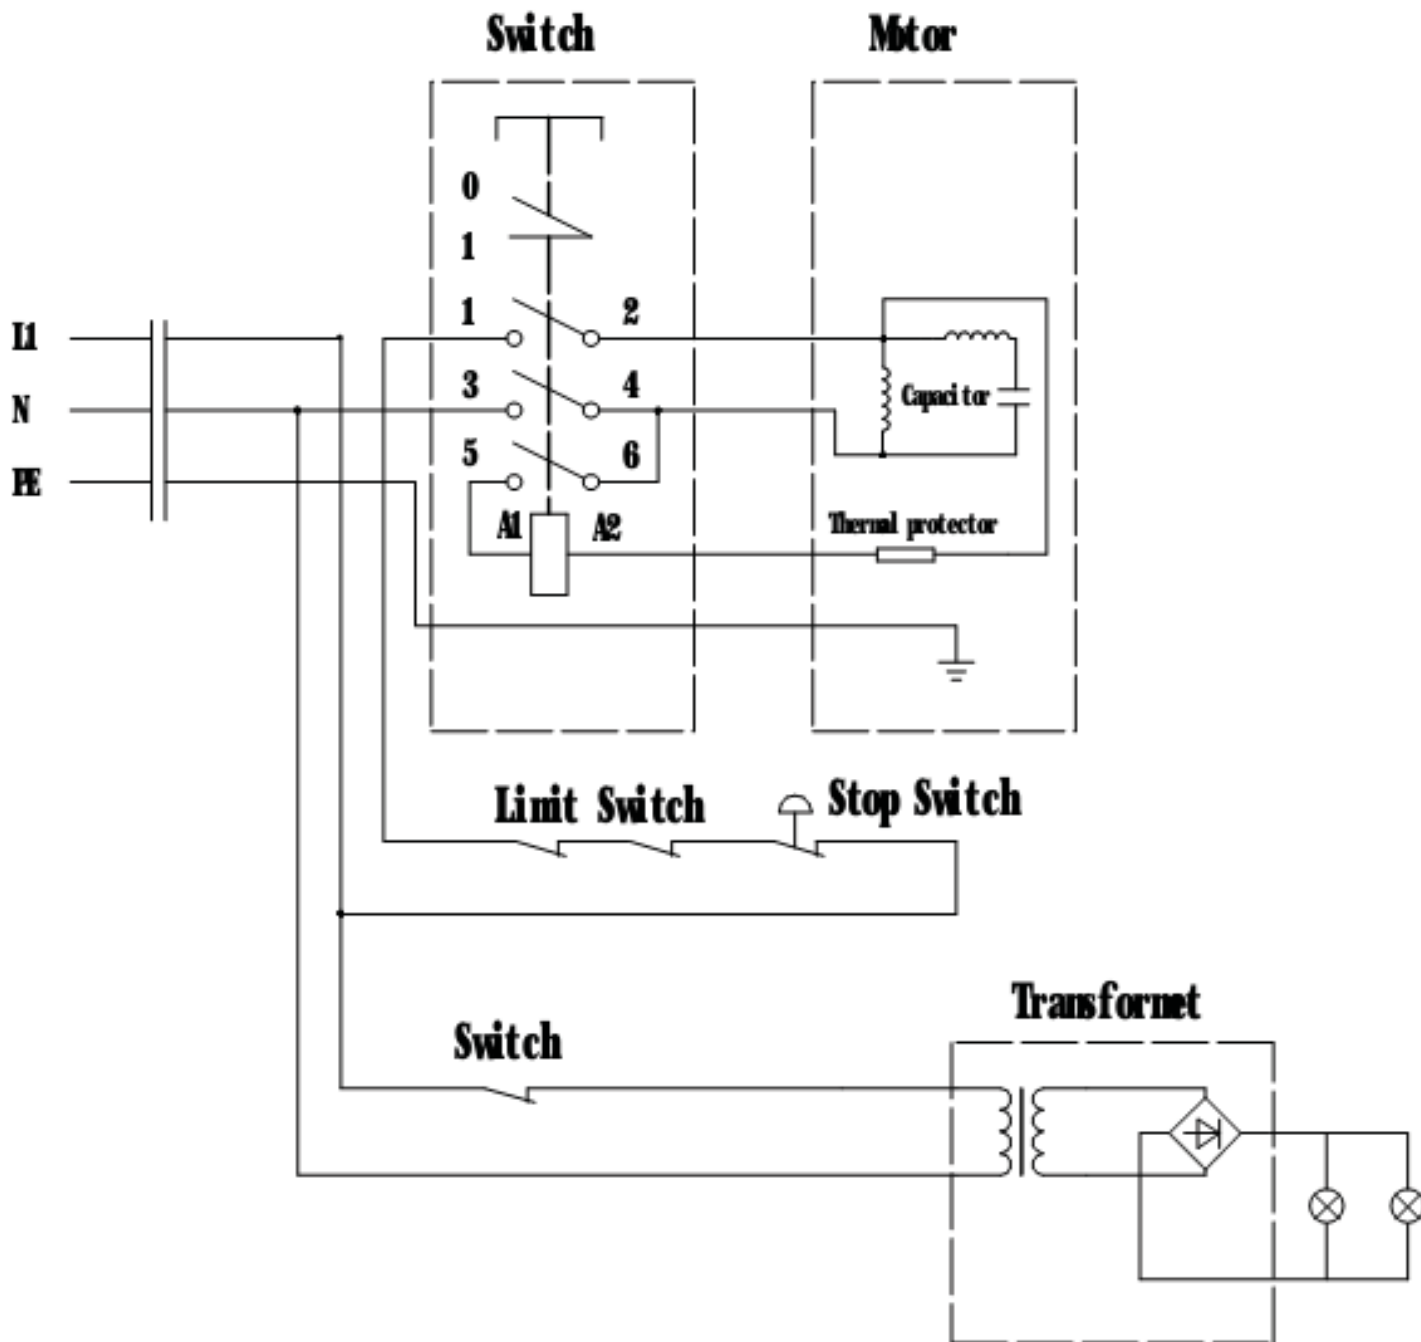 Switch Motor
0
1
1 2
L1
3 4
N
Capacitor
5 6
PE
A1 A2
Thermal protector
Limit Switch
Stop Switch
Transformet
Switch